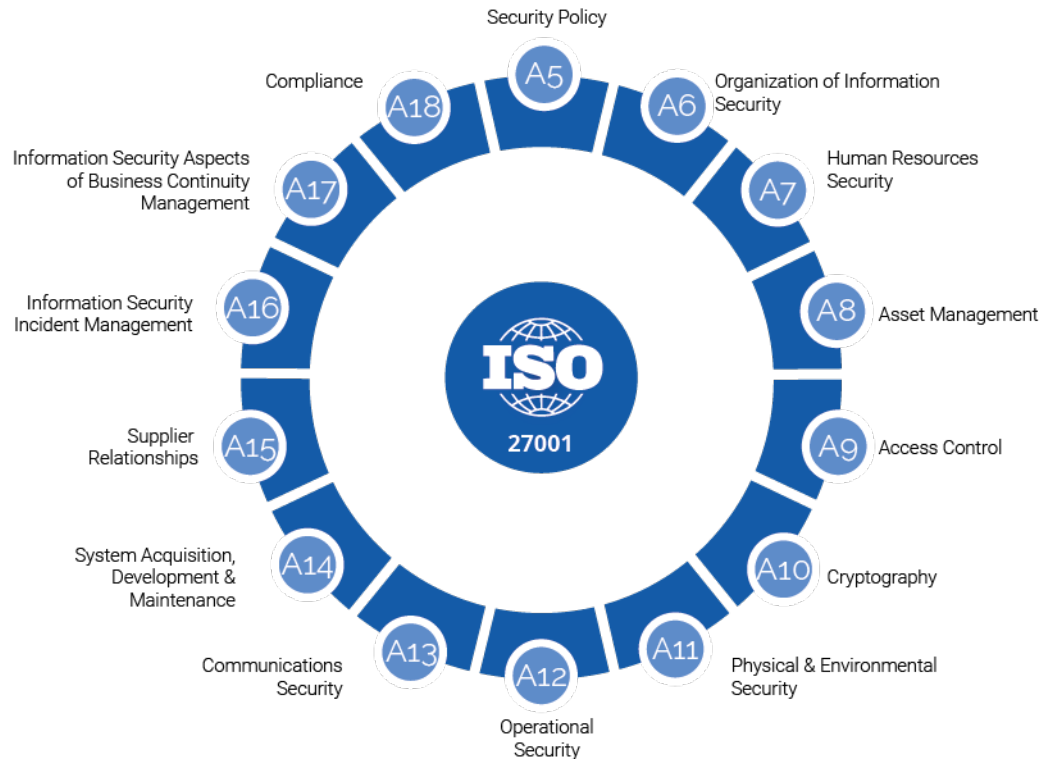 Security Policy
A5
Organization of Information
Security
A6
Human Resources
Security
A7
Asset Management
A8
Access Control
A9
Cryptography
A10
Physical & Environmental
Security
A11
Operational
Security
A12
Communications
Security
A13
System Acquisition,
Development &
Maintenance
A14
Supplier
Relationships
A15
Information Security
Incident Management
A16
Information Security Aspects
of Business Continuity
Management
A17
Compliance
A18
ISO
27001